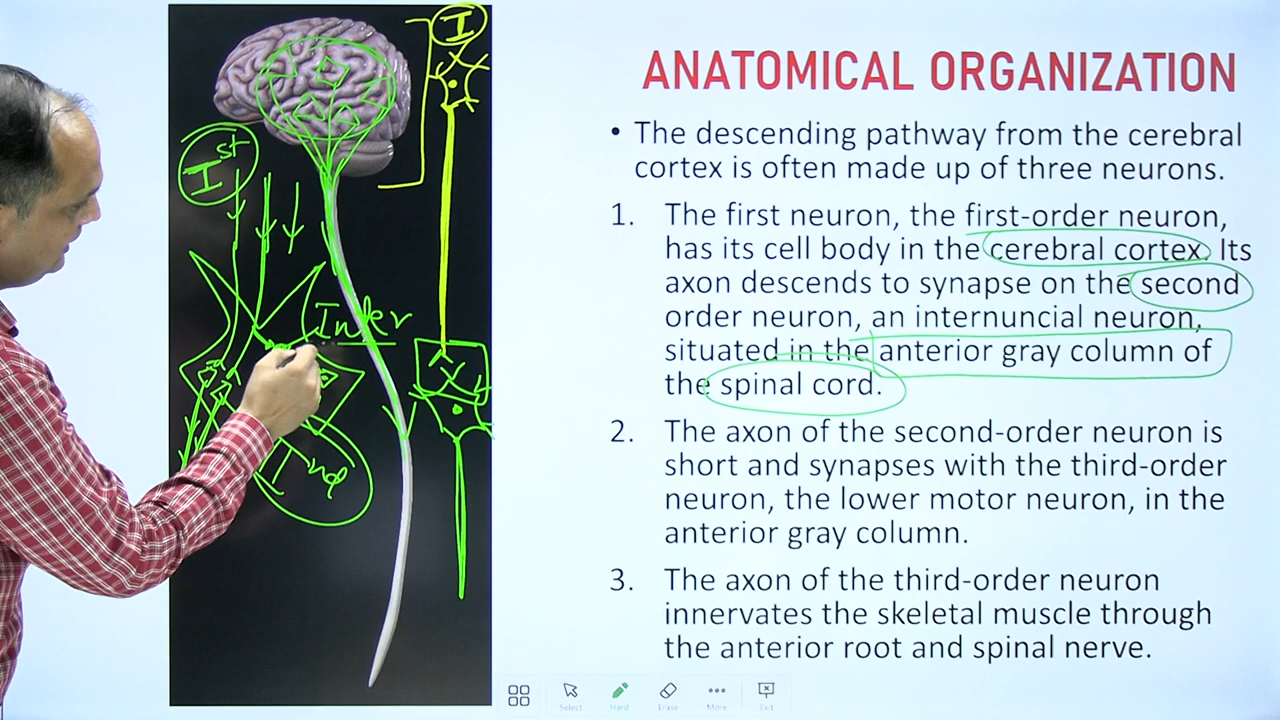 ANATOMICAL ORGANIZATION
• The descending pathway from the cerebral
cortex is often made up of three neurons.
1. The first neuron, the first-order neuron,
has its cell body in the cerebral cortex. Its
axon descends to synapse on the second
order neuron, an internuncial neuron,
situated in the anterior gray column of
the spinal cord.
2. The axon of the second-order neuron is
short and synapses with the third-order
neuron, the lower motor neuron, in the
anterior gray column.
3. The axon of the third-order neuron
innervates the skeletal muscle through
the anterior root and spinal nerve.
I
Ist
Inter
Select Hard Erase More Exit